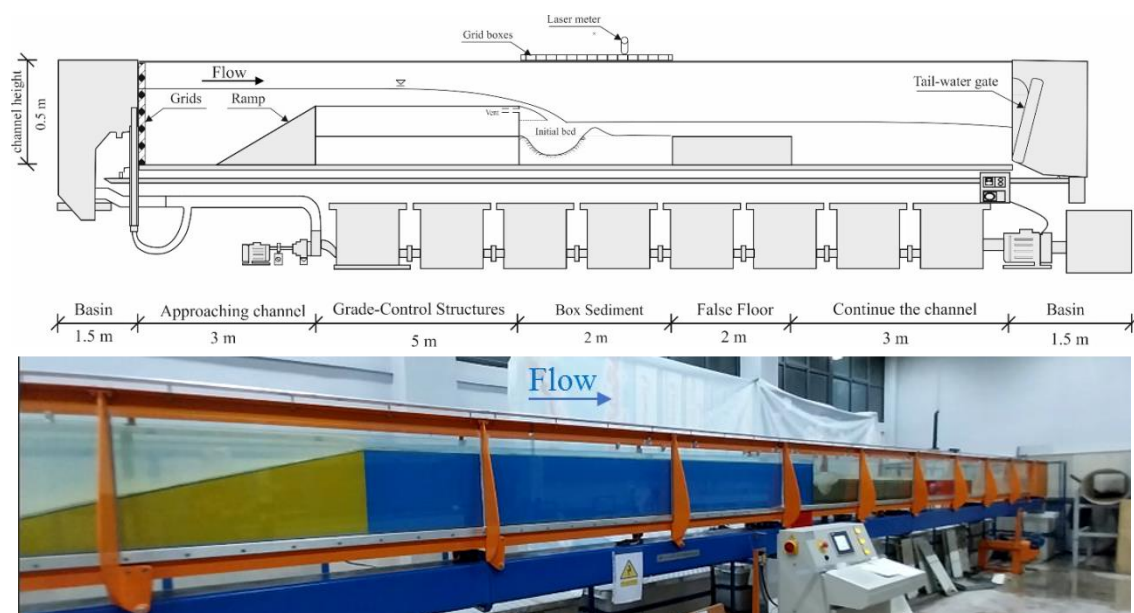 Laser meter
Grid boxes
Flow
Grids
Ramp
Vent
Initial bed
Tail-water gate
channel height
0.5 m
Basin
Approaching channel
Grade-Control Structures
Box Sediment
False Floor
Continue the channel
Basin
1.5 m
3 m
5 m
2 m
2 m
3 m
1.5 m
Flow